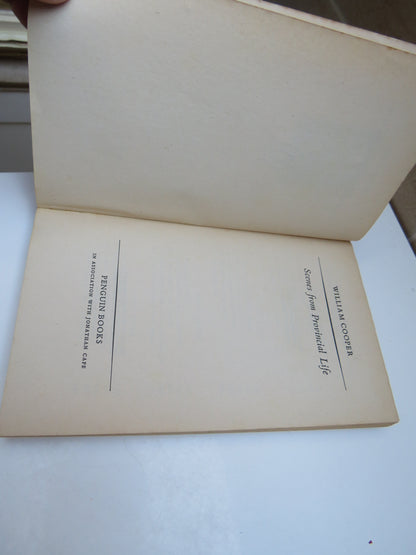 WILLIAM COOPER
Scenes from Provincial Life
PENGUIN BOOKS
IN ASSOCIATION WITH JONATHAN CAPE